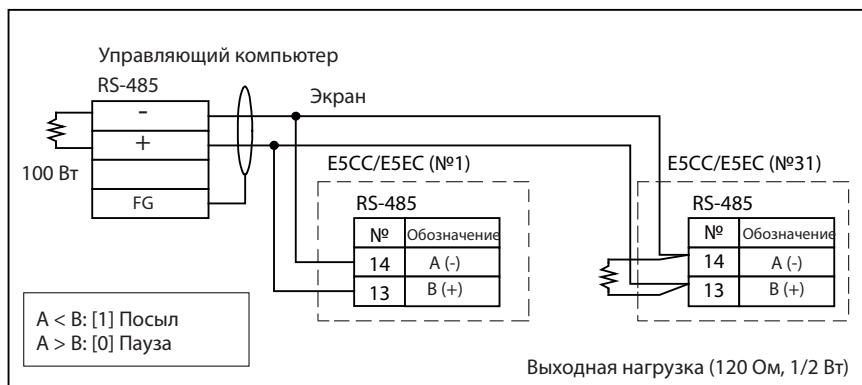 Управляющий компьютер
RS-485
-
+
FG
100 Вт
Экран
E5CC/E5EC (№1)
RS-485
№ Обозначение
14 A (-)
13 B (+)
E5CC/E5EC (№31)
RS-485
№ Обозначение
14 A (-)
13 B (+)
A < B: [1] Посыл
A > B: [0] Пауза
Выходная нагрузка (120 Ом, 1/2 Вт)